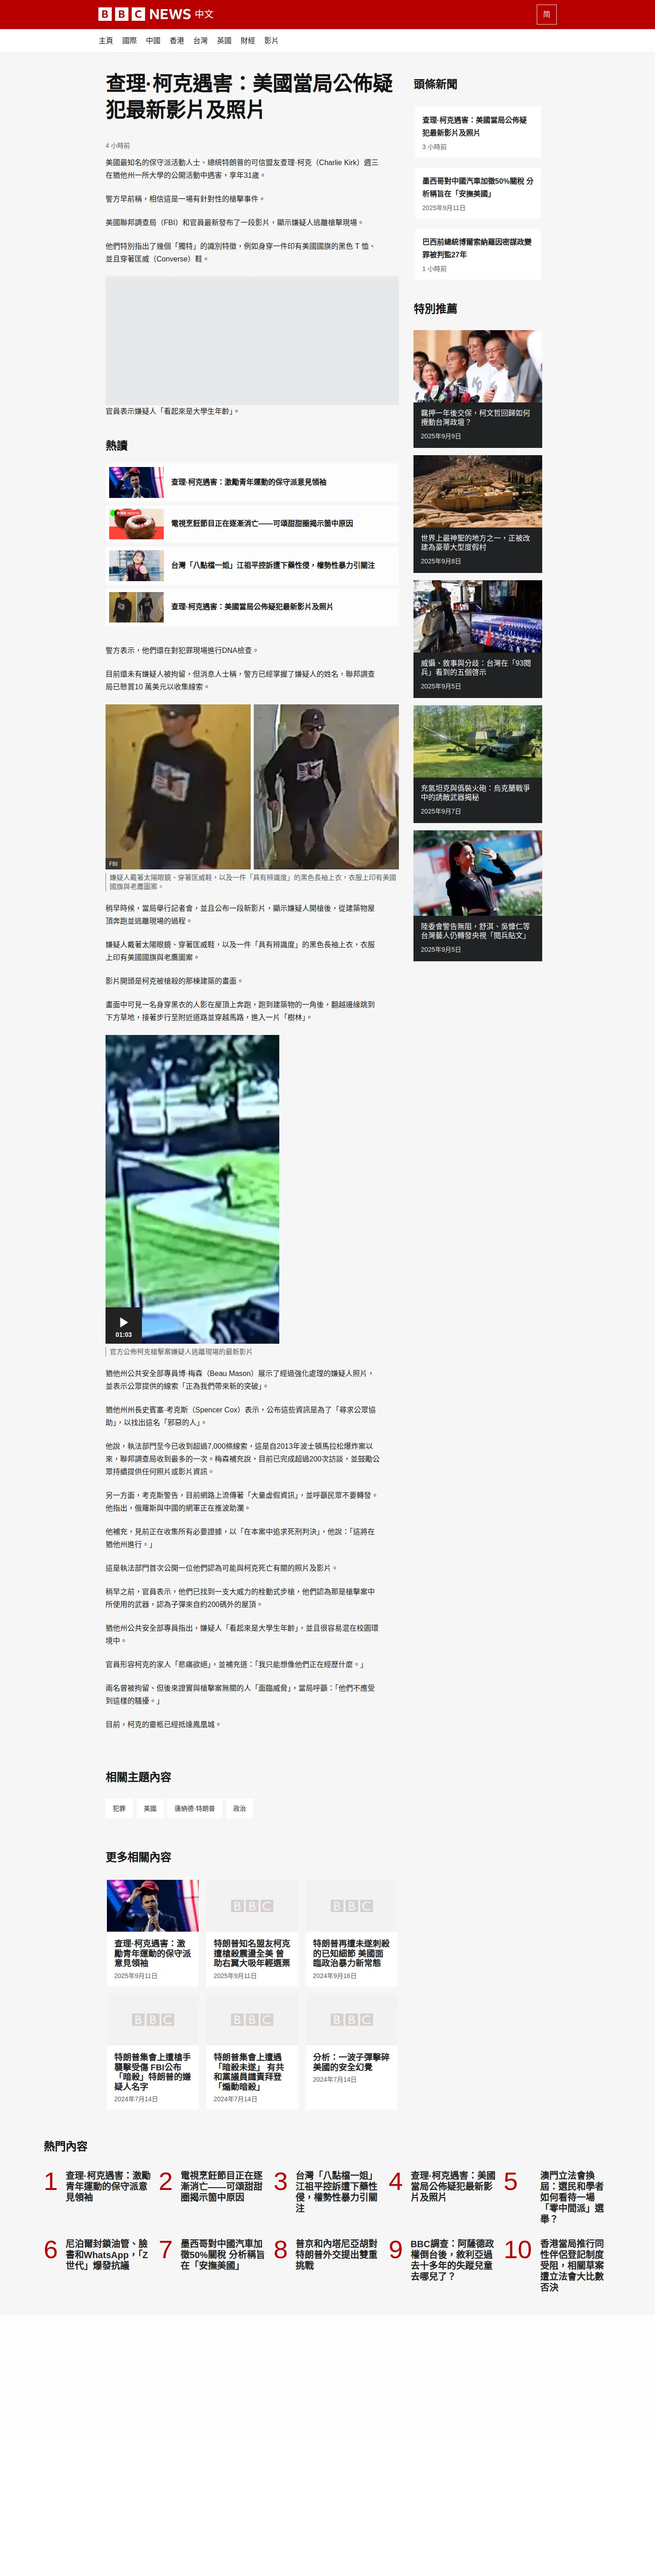 BBC NEWS 中文
简
主頁 國際 中國 香港 台灣 英國 財經 影片
查理·柯克遇害：美國當局公佈疑
犯最新影片及照片
4 小時前
美國最知名的保守派活動人士、總統特朗普的可信盟友查理·柯克（Charlie Kirk）週三
在猶他州一所大學的公開活動中遇害，享年31歲。
警方早前稱，相信這是一場有針對性的槍擊事件。
美國聯邦調查局（FBI）和官員最新發布了一段影片，顯示嫌疑人逃離槍擊現場。
他們特別指出了幾個「獨特」的識別特徵，例如身穿一件印有美國國旗的黑色 T 恤、
並且穿著匡威（Converse）鞋。
官員表示嫌疑人「看起來是大學生年齡」。
熱讀
查理·柯克遇害：激勵青年運動的保守派意見領袖
電視烹飪節目正在逐漸消亡——可頌甜甜圈揭示箇中原因
台灣「八點檔一姐」江祖平控訴遭下藥性侵，權勢性暴力引關注
查理·柯克遇害：美國當局公佈疑犯最新影片及照片
警方表示，他們還在對犯罪現場進行DNA檢查。
目前還未有嫌疑人被拘留，但消息人士稱，警方已經掌握了嫌疑人的姓名，聯邦調查
局已懸賞10 萬美元以收集線索。
FBI
嫌疑人戴著太陽眼鏡、穿著匡威鞋，以及一件「具有辨識度」的黑色長袖上衣，衣服上印有美國
國旗與老鷹圖案。
稍早時候，當局舉行記者會，並且公布一段新影片，顯示嫌疑人開槍後，從建築物屋
頂奔跑並逃離現場的過程。
嫌疑人戴著太陽眼鏡、穿著匡威鞋，以及一件「具有辨識度」的黑色長袖上衣，衣服
上印有美國國旗與老鷹圖案。
影片開頭是柯克被槍殺的那棟建築的畫面。
畫面中可見一名身穿黑衣的人影在屋頂上奔跑，跑到建築物的一角後，翻越邊緣跳到
下方草地，接著步行至附近道路並穿越馬路，進入一片「樹林」。
01:03
官方公佈柯克槍擊案嫌疑人逃離現場的最新影片
猶他州公共安全部專員博·梅森（Beau Mason）展示了經過強化處理的嫌疑人照片，
並表示公眾提供的線索「正為我們帶來新的突破」。
猶他州州長史賓塞·考克斯（Spencer Cox）表示，公布這些資訊是為了「尋求公眾協
助」，以找出這名「邪惡的人」。
他說，執法部門至今已收到超過7,000條線索，這是自2013年波士頓馬拉松爆炸案以
來，聯邦調查局收到最多的一次。梅森補充說，目前已完成超過200次訪談，並鼓勵公
眾持續提供任何照片或影片資訊。
另一方面，考克斯警告，目前網路上流傳著「大量虛假資訊」，並呼籲民眾不要轉發。
他指出，俄羅斯與中國的網軍正在推波助瀾。
他補充，見前正在收集所有必要證據，以「在本案中追求死刑判決」，他說：「這將在
猶他州進行。」
這是執法部門首次公開一位他們認為可能與柯克死亡有關的照片及影片。
稍早之前，官員表示，他們已找到一支大威力的栓動式步槍，他們認為那是槍擊案中
所使用的武器，認為子彈來自約200碼外的屋頂。
猶他州公共安全部專員指出，嫌疑人「看起來是大學生年齡」，並且很容易混在校園環
境中。
官員形容柯克的家人「悲痛欲絕」，並補充道：「我只能想像他們正在經歷什麼。」
兩名曾被拘留、但後來證實與槍擊案無關的人「面臨威脅」，當局呼籲：「他們不應受
到這樣的騷擾。」
目前，柯克的靈柩已經抵達鳳凰城。
相關主題內容
犯罪 美國 唐納德·特朗普 政治
更多相關內容
查理·柯克遇害：激
勵青年運動的保守派
意見領袖
2025年9月11日
BBC
特朗普知名盟友柯克
遭槍殺震盪全美 曾
助右翼大吸年輕選票
2025年9月11日
BBC
特朗普再遭未遂刺殺
的已知細節 美國面
臨政治暴力新常態
2024年9月16日
BBC
特朗普集會上遭槍手
襲擊受傷 FBI公布
「暗殺」特朗普的嫌
疑人名字
2024年7月14日
BBC
特朗普集會上遭遇
「暗殺未遂」 有共
和黨議員譴責拜登
「煽動暗殺」
2024年7月14日
BBC
分析：一波子彈擊碎
美國的安全幻覺
2024年7月14日
頭條新聞
查理·柯克遇害：美國當局公佈疑
犯最新影片及照片
3 小時前
墨西哥對中國汽車加徵50%關稅 分
析稱旨在「安撫美國」
2025年9月11日
巴西前總統博爾索納羅因密謀政變
罪被判監27年
1 小時前
特別推薦
羈押一年後交保，柯文哲回歸如何
攪動台灣政壇？
2025年9月9日
世界上最神聖的地方之一，正被改
建為豪華大型度假村
2025年9月8日
威懾、敘事與分歧：台灣在「93閱
兵」看到的五個啓示
2025年9月5日
充氣坦克與偽裝火砲：烏克蘭戰爭
中的誘敵武器揭秘
2025年9月7日
陸委會警告無阻，舒淇、吳慷仁等
台灣藝人仍轉發央視「閱兵貼文」
2025年9月5日
熱門內容
1 查理·柯克遇害：激勵
青年運動的保守派意
見領袖
2 電視烹飪節目正在逐
漸消亡——可頌甜甜
圈揭示箇中原因
3 台灣「八點檔一姐」
江祖平控訴遭下藥性
侵，權勢性暴力引關
注
4 查理·柯克遇害：美國
當局公佈疑犯最新影
片及照片
5 澳門立法會換
屆：選民和學者
如何看待一場
「零中間派」選
舉？
6 尼泊爾封鎖油管、臉
書和WhatsApp，「Z
世代」爆發抗議
7 墨西哥對中國汽車加
徵50%關稅 分析稱旨
在「安撫美國」
8 普京和內塔尼亞胡對
特朗普外交提出雙重
挑戰
9 BBC調查：阿薩德政
權倒台後，敘利亞過
去十多年的失蹤兒童
去哪兒了？
10 香港當局推行同
性伴侶登記制度
受阻，相關草案
遭立法會大比數
否決